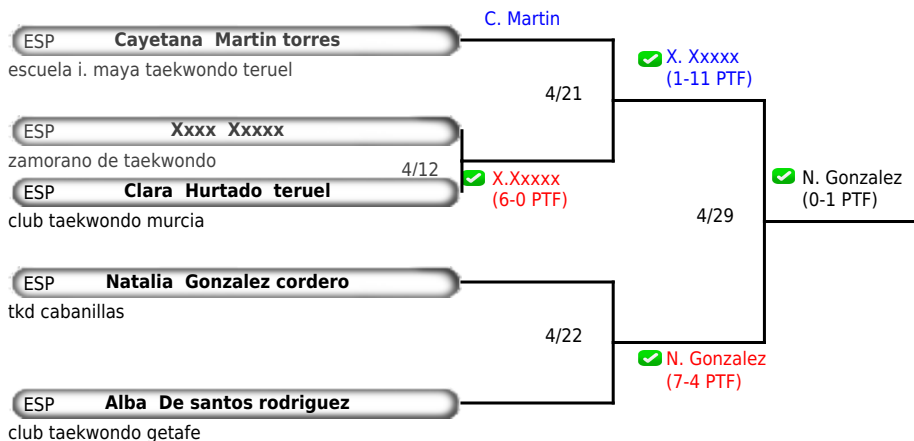 C. Martin
ESP Cayetana Martin torres
escuela i. maya taekwondo teruel
X. Xxxxx
(1-11 PTF)
4/21
ESP Xxxx Xxxxx
zamorano de taekwondo
4/12
ESP Clara Hurtado teruel
club taekwondo murcia
X.Xxxxx
(6-0 PTF)
N. Gonzalez
(0-1 PTF)
4/29
ESP Natalia Gonzalez cordero
tkd cabanillas
4/22
N. Gonzalez
(7-4 PTF)
ESP Alba De santos rodriguez
club taekwondo getafe